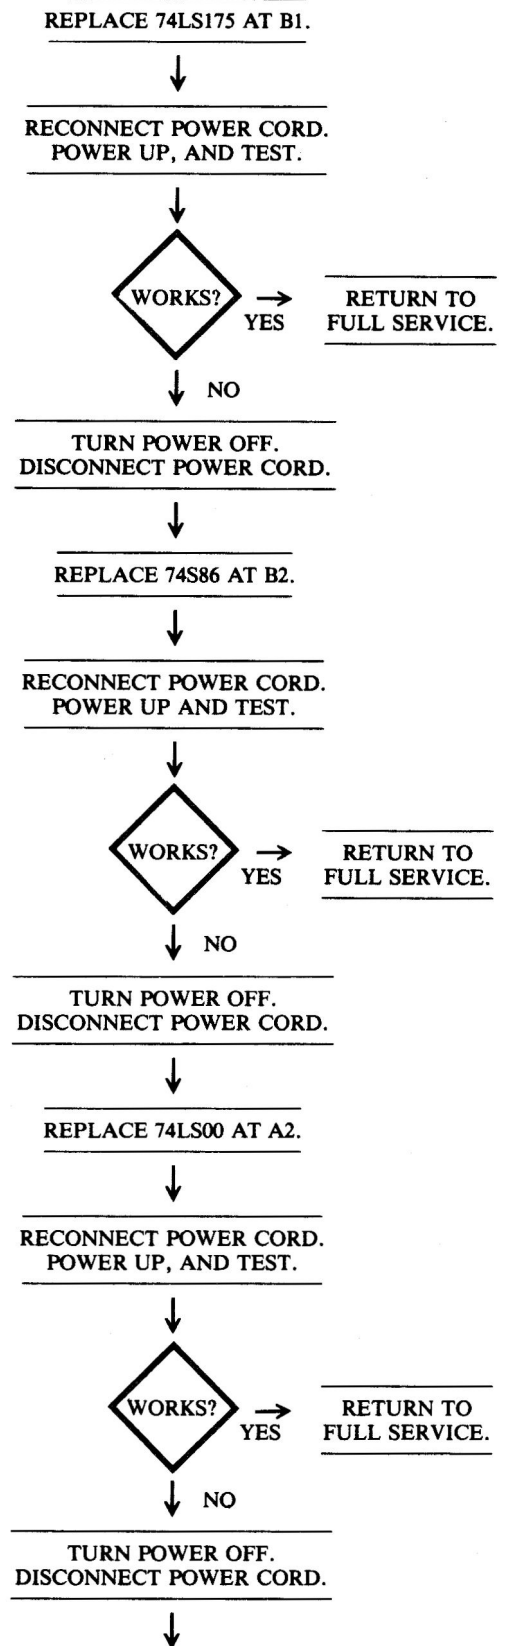 REPLACE 74LS175 AT B1.
RECONNECT POWER CORD.
POWER UP, AND TEST.
WORKS?
YES
RETURN TO
FULL SERVICE.
NO
TURN POWER OFF.
DISCONNECT POWER CORD.
REPLACE 74S86 AT B2.
RECONNECT POWER CORD.
POWER UP AND TEST.
WORKS?
YES
RETURN TO
FULL SERVICE.
NO
TURN POWER OFF.
DISCONNECT POWER CORD.
REPLACE 74LS00 AT A2.
RECONNECT POWER CORD.
POWER UP, AND TEST.
WORKS?
YES
RETURN TO
FULL SERVICE.
NO
TURN POWER OFF.
DISCONNECT POWER CORD.